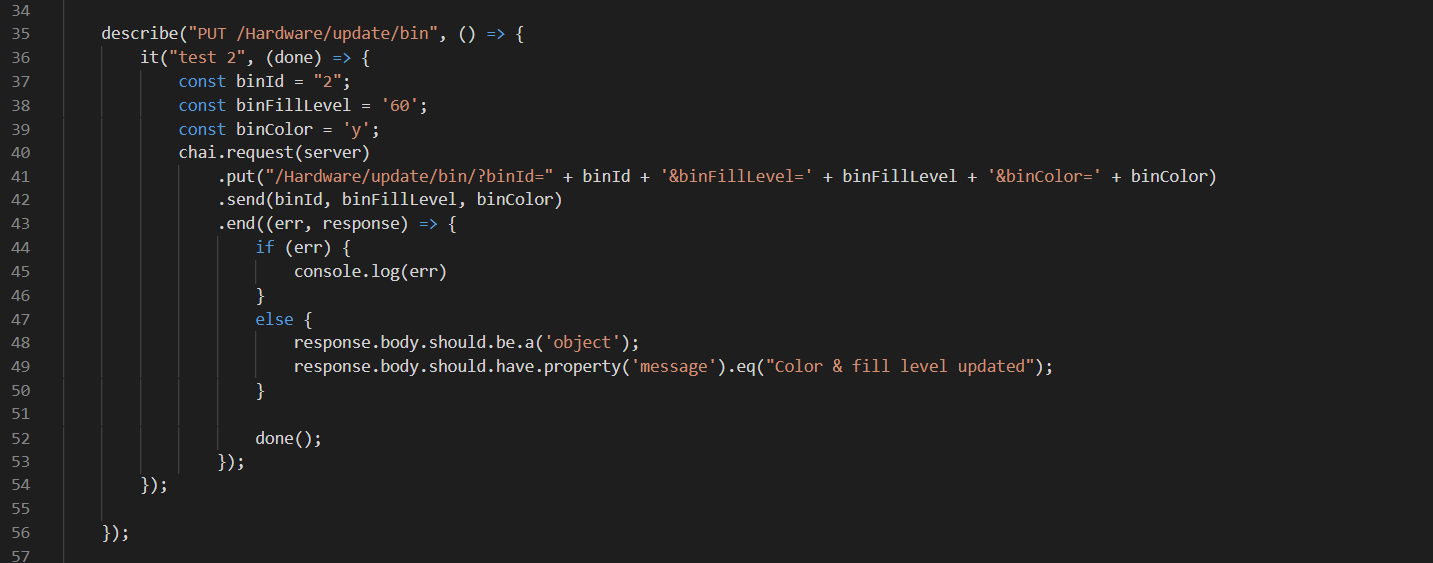 34
35 describe("PUT /Hardware/update/bin", () => {
36 it("test 2", (done) => {
37 const binId = "2";
38 const binFillLevel = '60';
39 const binColor = 'y';
40 chai.request(server)
41 .put("/Hardware/update/bin/?binId=" + binId + '&binFillLevel=' + binFillLevel + '&binColor=' + binColor)
42 .send(binId, binFillLevel, binColor)
43 .end((err, response) => {
44 if (err) {
45 console.log(err)
46 }
47 else {
48 response.body.should.be.a('object');
49 response.body.should.have.property('message').eq("Color & fill level updated");
50 }
51
52 done();
53 });
54 });
55
56 });
57